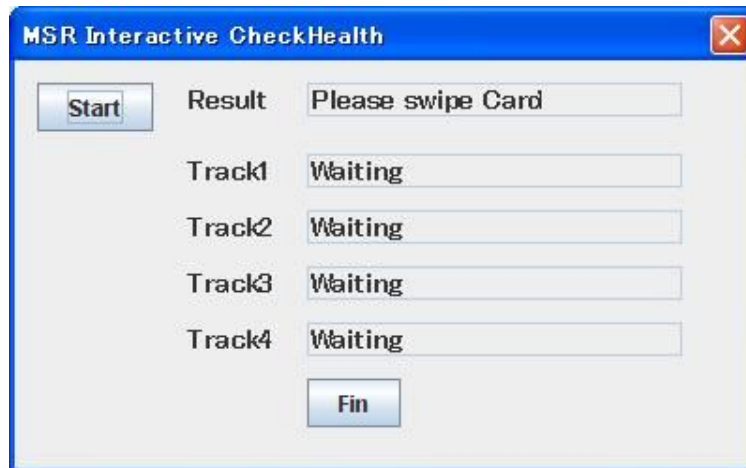 MSR Interactive CheckHealth
Start Result Please swipe Card
Track1 Waiting
Track2 Waiting
Track3 Waiting
Track4 Waiting
Fin